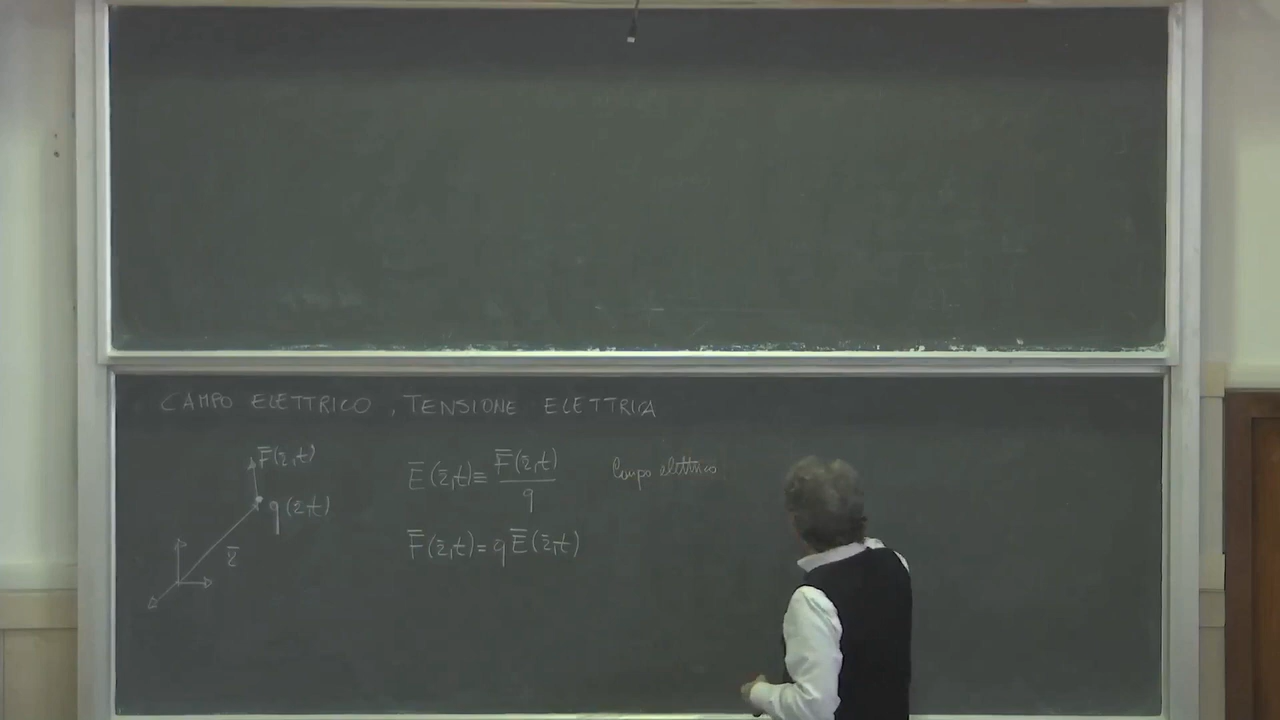 CAMPO ELETTRICO , TENSIONE ELETTRICA
F̅(z̅,t)
q(z̅,t)
z̅
E̅(z̅,t)≡ F̅(z̅,t)/q Campo elettrico
F̅(z̅,t)= q E̅(z̅,t)